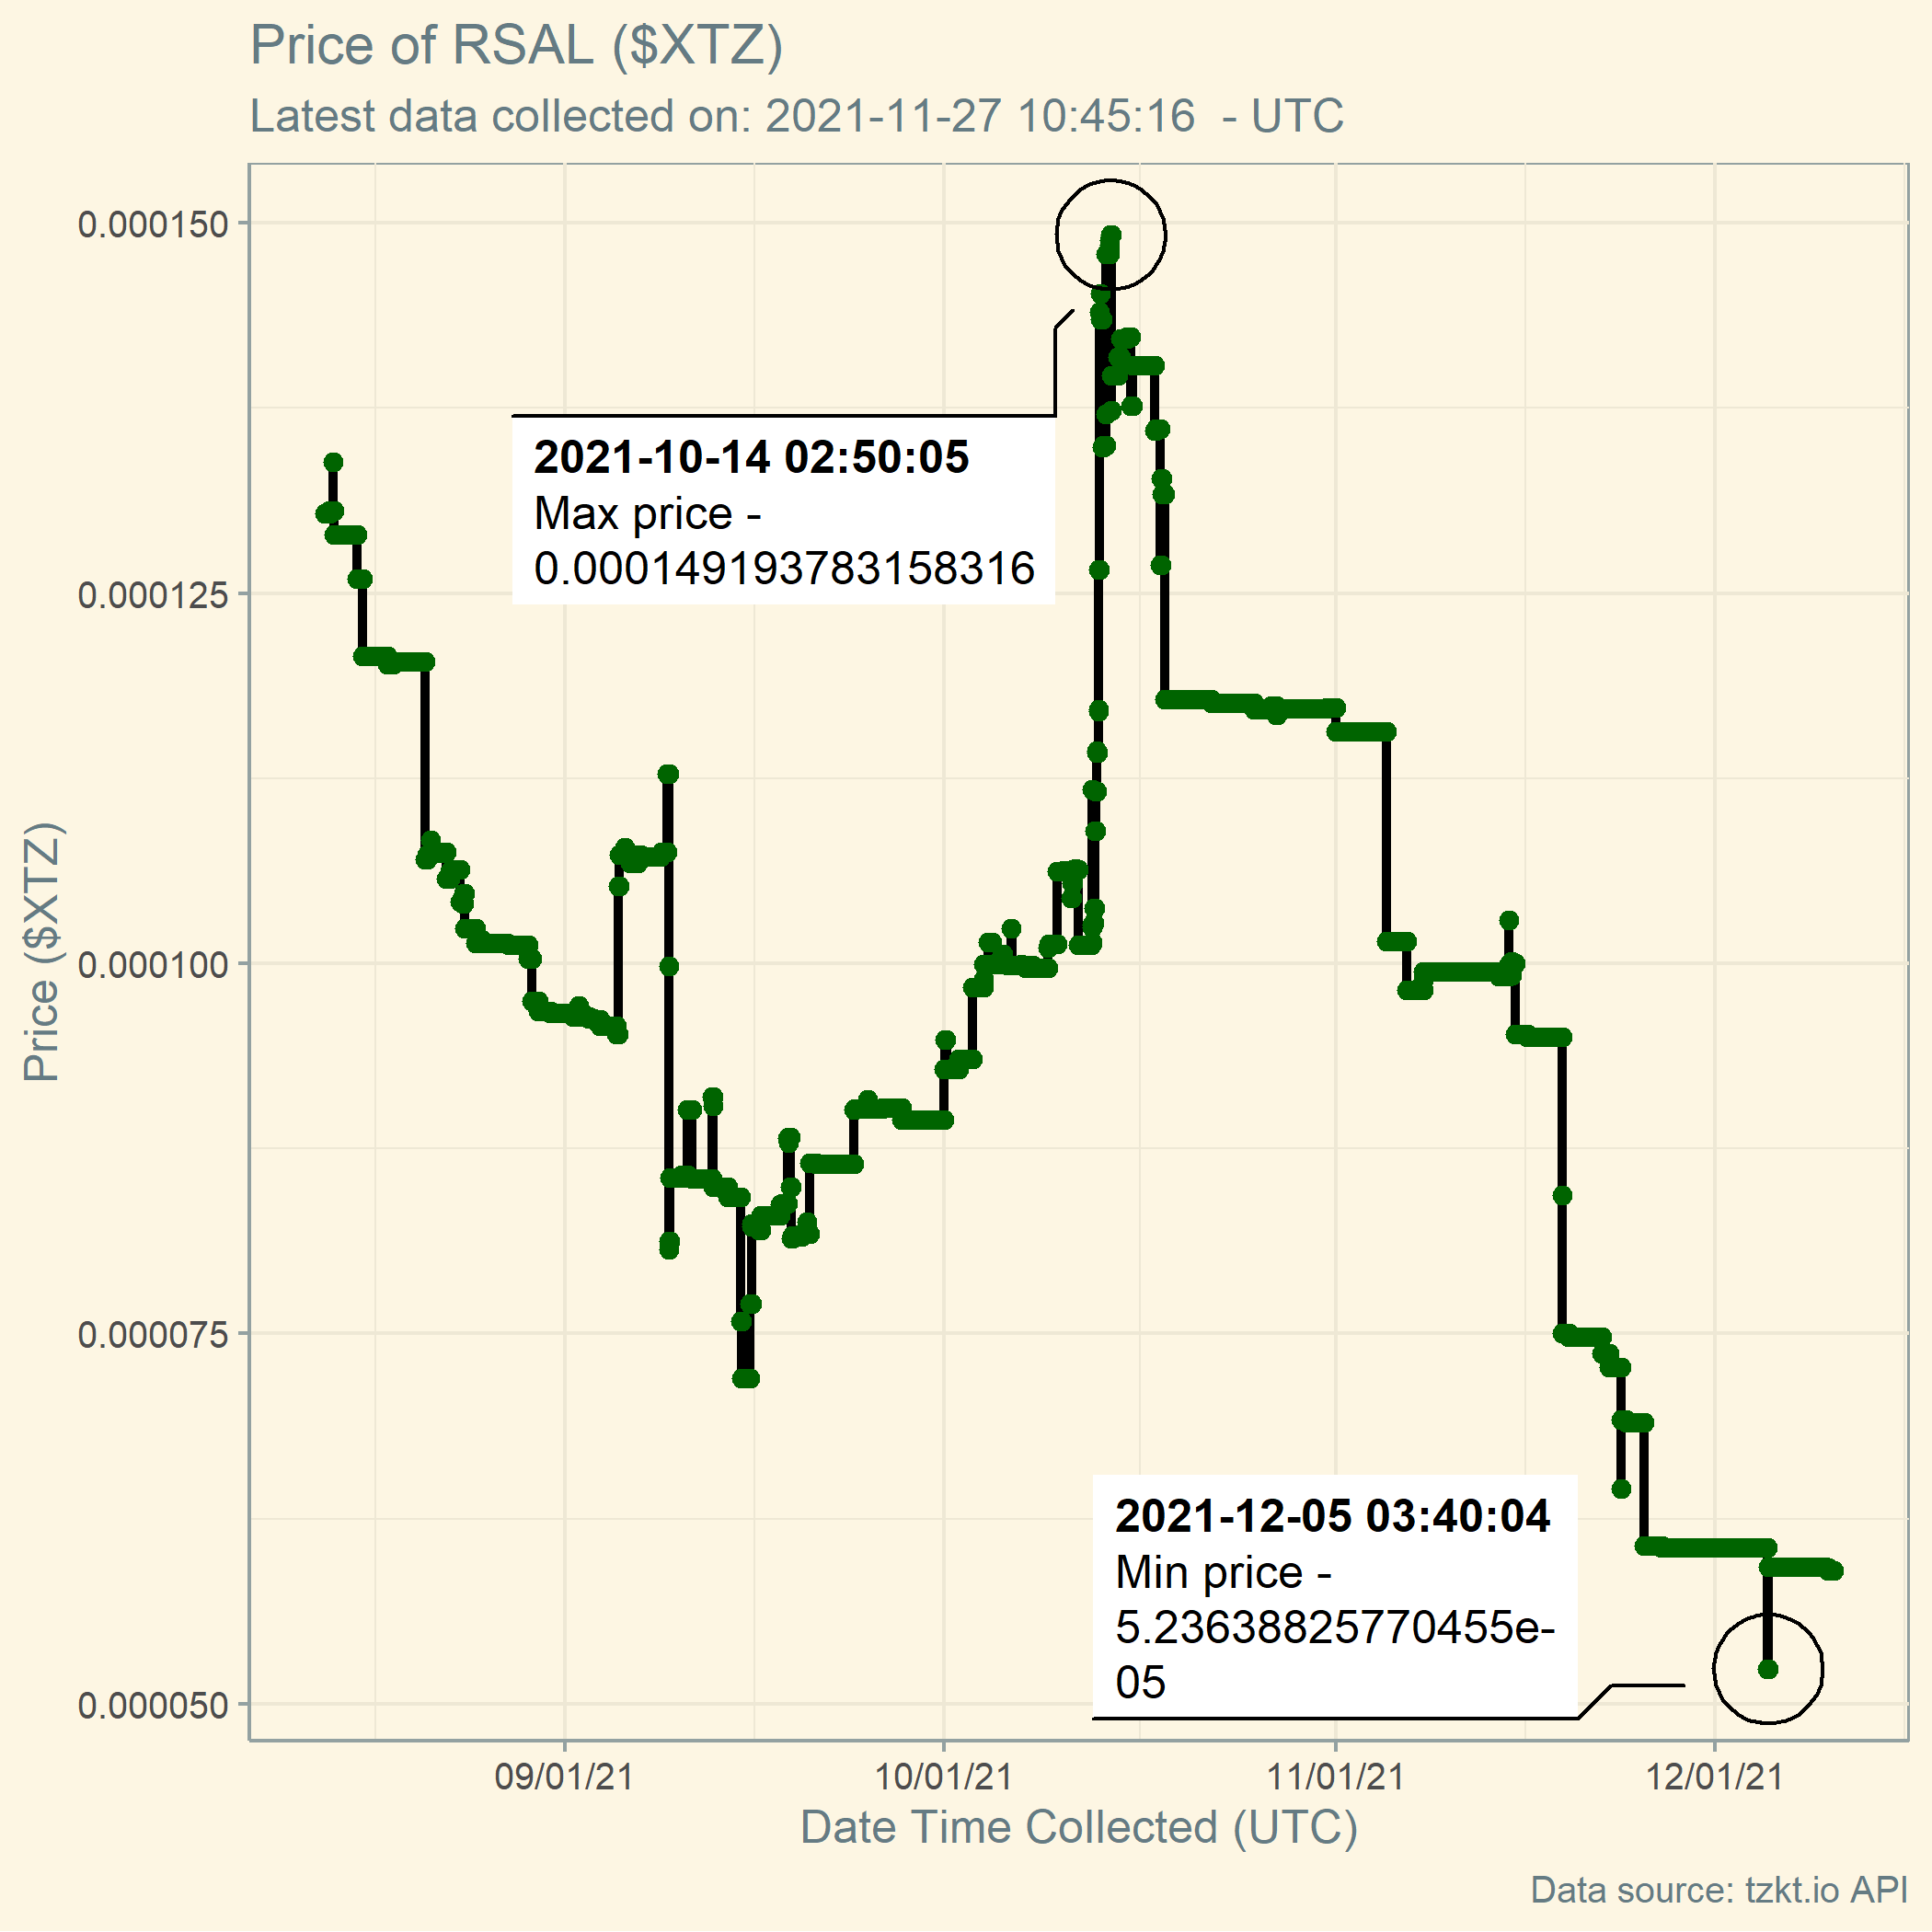 Price of RSAL ($XTZ)
Latest data collected on: 2021-11-27 10:45:16  - UTC
0.000150
0.000125
0.000100
0.000075
0.000050
Price ($XTZ)
2021-10-14 02:50:05
Max price -
0.000149193783158316
2021-12-05 03:40:04
Min price -
5.23638825770455e-
05
09/01/21
10/01/21
11/01/21
12/01/21
Date Time Collected (UTC)
Data source: tzkt.io API